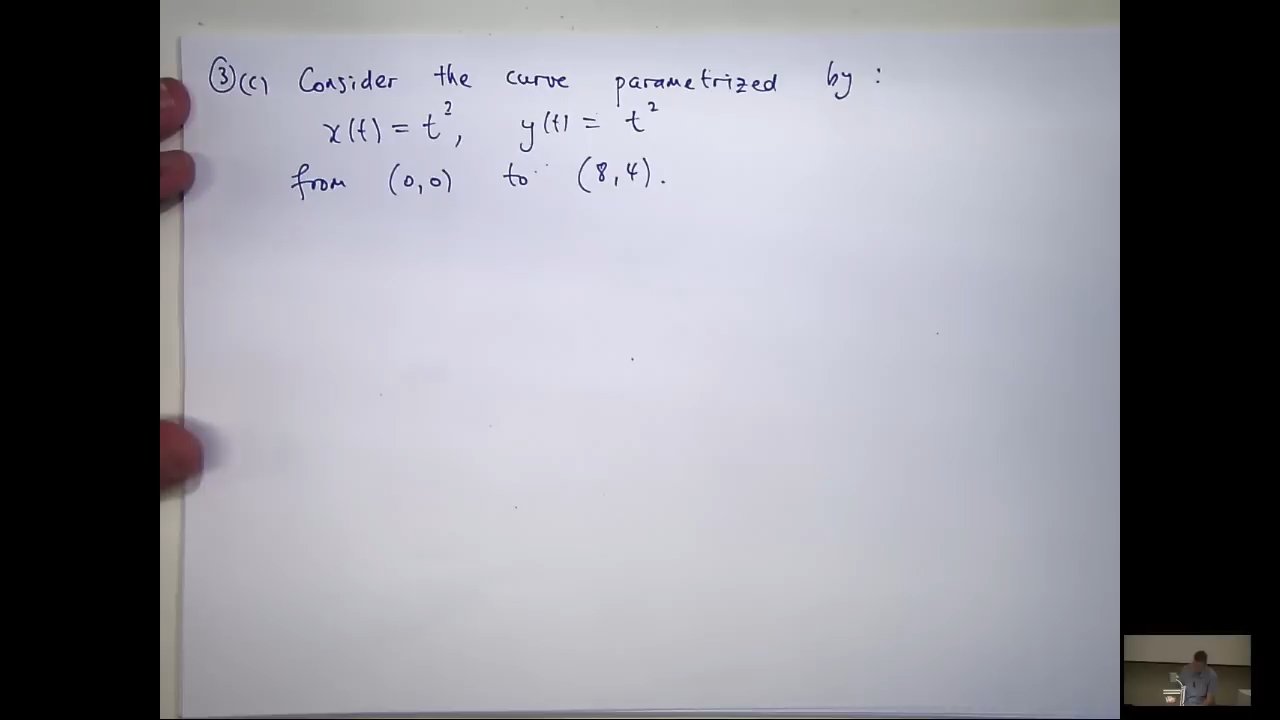 ③(c) Consider the curve parametrized by :
x(t) = t², y(t) = t²
from (0,0) to (8,4).